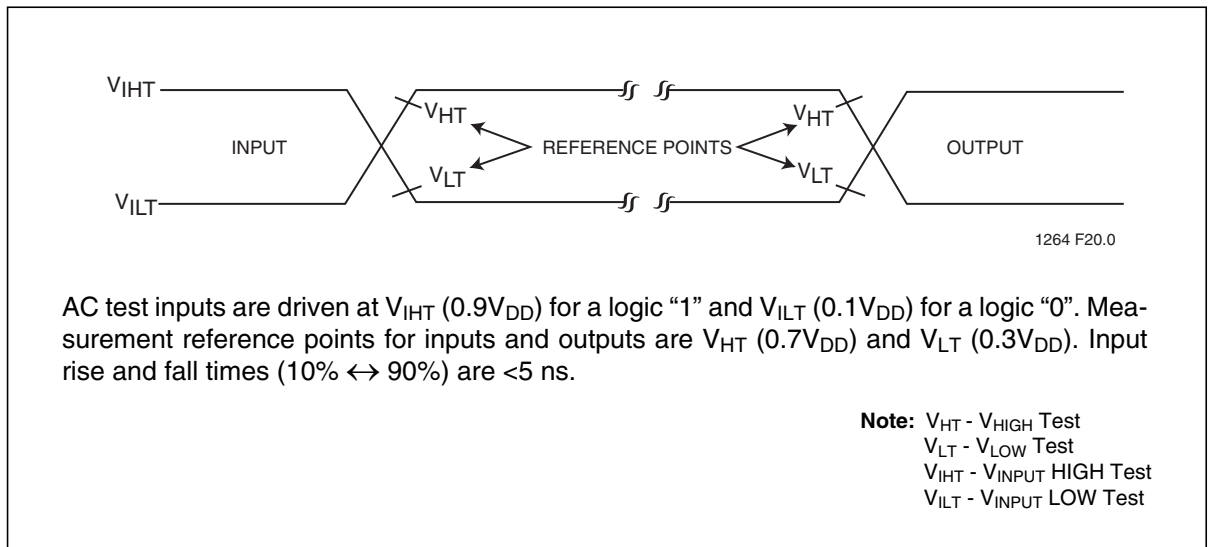 VIHT
VHT
VHT
INPUT
REFERENCE POINTS
OUTPUT
VLT
VLT
VILT
1264 F20.0
AC test inputs are driven at VIHT (0.9VDD) for a logic “1” and VILT (0.1VDD) for a logic “0”. Mea-
surement reference points for inputs and outputs are VHT (0.7VDD) and VLT (0.3VDD). Input
rise and fall times (10% ↔ 90%) are <5 ns.
Note: VHT - VHIGH Test
VLT - VLOW Test
VIHT - VINPUT HIGH Test
VILT - VINPUT LOW Test